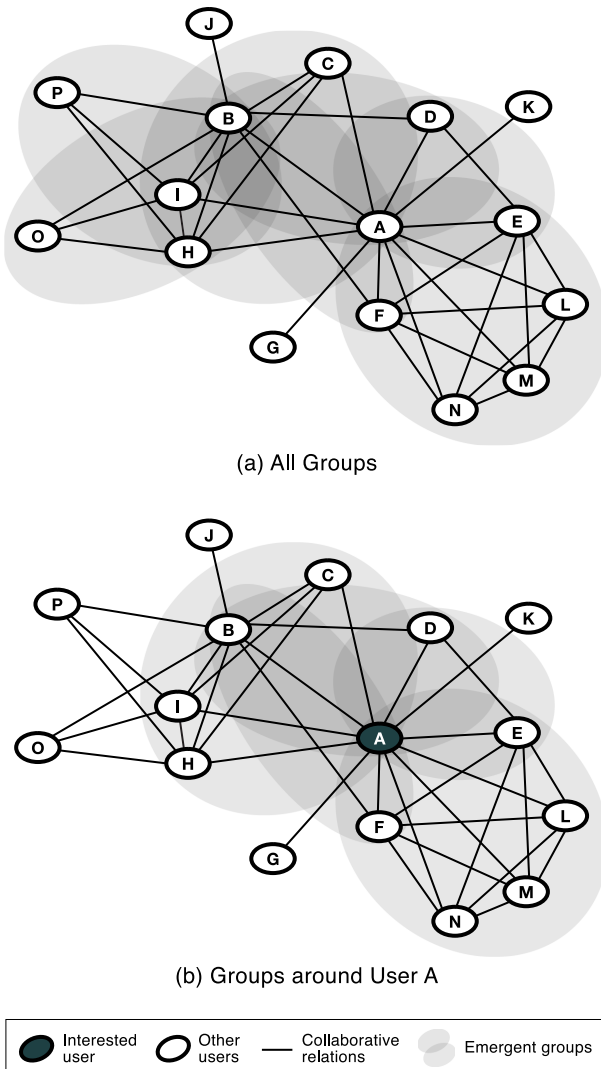 J
C
P
K
B
D
I
O
H
A
E
F
L
G
M
N
(a) All Groups
J
C
P
K
B
D
I
O
H
A
E
F
L
G
M
N
(b) Groups around User A
Interested
user
Other
users
Collaborative
relations
Emergent groups